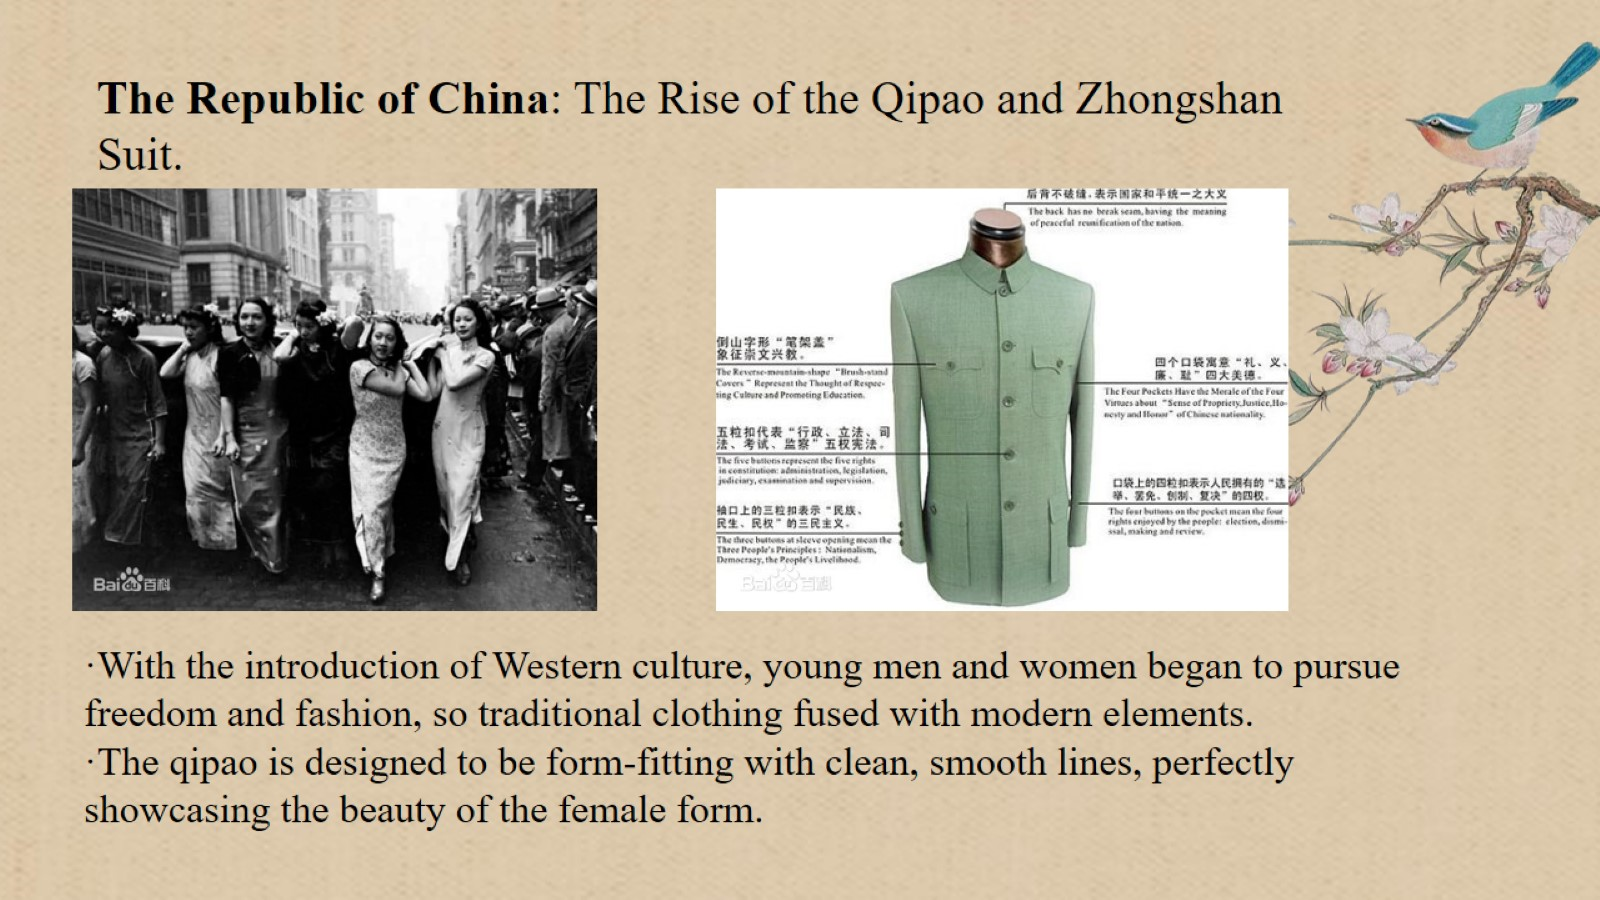 The Republic of China: The Rise of the Qipao and Zhongshan
Suit.
Bai du 百科
后背不破缝，表示国家和平统一之大义
The back has no break seam, having the meaning
of peaceful reunification of the nation.
倒山字形“笔架盖”
象征崇文兴教。
The Reverse-mountain-shape “Brush-stand
Covers ” Represent the Thought of Respec-
ting Culture and Promoting Education.
五粒扣代表“行政、立法、司
法、考试、监察”五权宪法。
The five buttons represent the five rights
in constitution: administration, legislation,
judiciary, examination and supervision.
袖口上的三粒扣表示“民族、
民生、民权”的三民主义。
The three buttons at sleeve opening mean the
Three People's Principles : Nationalism,
Democracy, the People's Livelihood.
Bai du 百科
四个口袋寓意“礼、义、
廉、耻”四大美德。
The Four Pockets Have the Morale of the Four
Virtues about “Sense of Propriety,Justice,Ho-
nesty and Honor” of Chinese nationality.
口袋上的四粒扣表示人民拥有的“选
举、罢免、创制、复决”的四权。
The four buttons on the pocket mean the four
rights enjoyed by the people: election, dismi-
ssal, making and review.
·With the introduction of Western culture, young men and women began to pursue
freedom and fashion, so traditional clothing fused with modern elements.
·The qipao is designed to be form-fitting with clean, smooth lines, perfectly
showcasing the beauty of the female form.